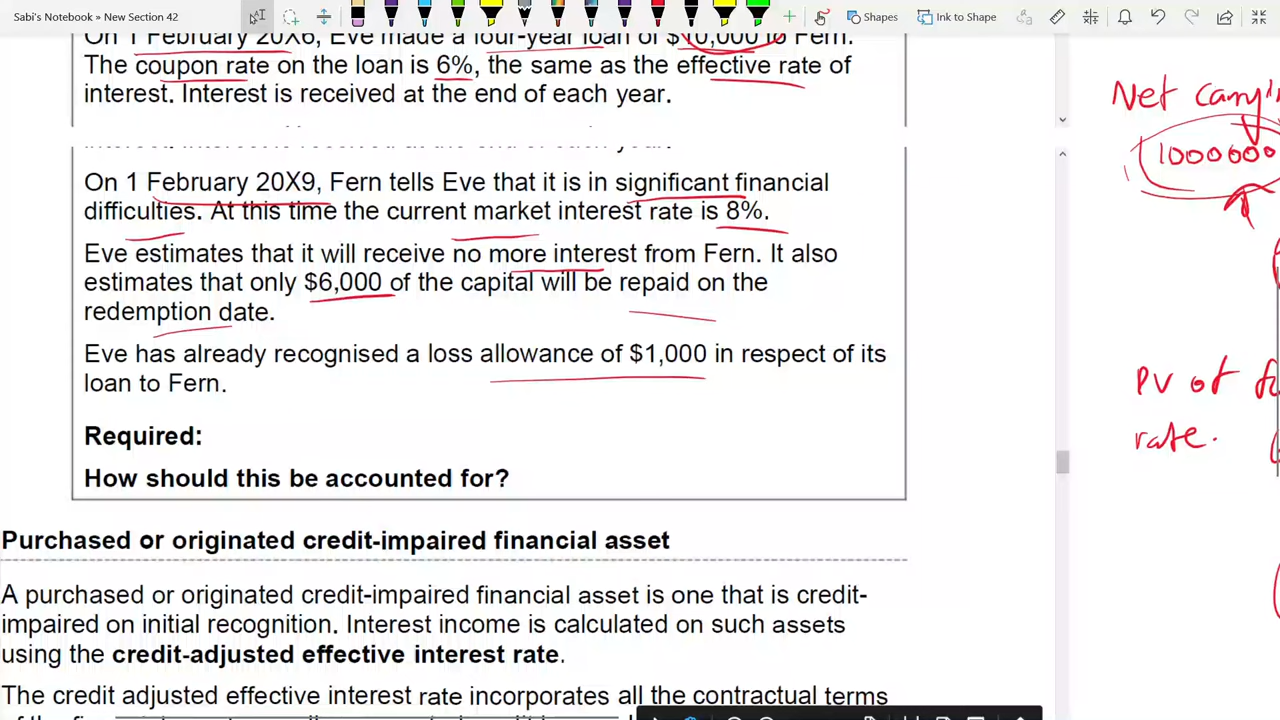 Sabi's Notebook » New Section 42
Shapes
Ink to Shape
On 1 February 20X6, Eve made a four-year loan of $10,000 to Fern.
The coupon rate on the loan is 6%, the same as the effective rate of
interest. Interest is received at the end of each year.
On 1 February 20X9, Fern tells Eve that it is in significant financial
difficulties. At this time the current market interest rate is 8%.
Eve estimates that it will receive no more interest from Fern. It also
estimates that only $6,000 of the capital will be repaid on the
redemption date.
Eve has already recognised a loss allowance of $1,000 in respect of its
loan to Fern.
Required:
How should this be accounted for?
Purchased or originated credit-impaired financial asset
A purchased or originated credit-impaired financial asset is one that is credit-
impaired on initial recognition. Interest income is calculated on such assets
using the credit-adjusted effective interest rate.
The credit adjusted effective interest rate incorporates all the contractual terms
Net
1000000
PV of
rate.